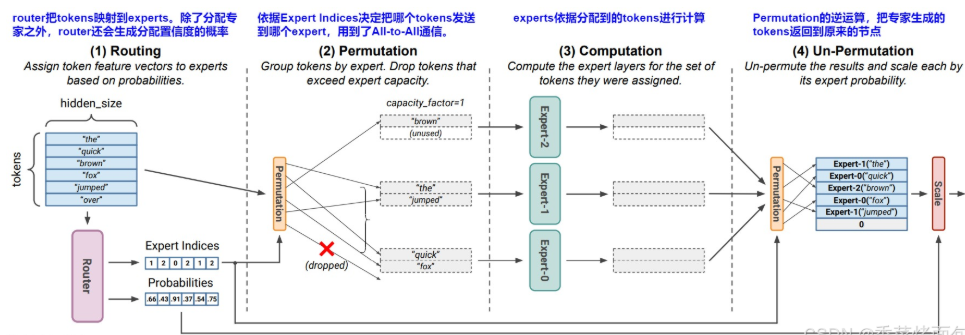 router把tokens映射到experts。除了分配专
家之外，router还会生成分配置信度的概率
依据Expert Indices决定把哪个tokens发送
到哪个expert，用到了All-to-All通信。
experts依据分配到的tokens进行计算
Permutation的逆运算，把专家生成的
tokens返回到原来的节点
(1) Routing
Assign token feature vectors to experts
based on probabilities.
(2) Permutation
Group tokens by expert. Drop tokens that
exceed expert capacity.
(3) Computation
Compute the expert layers for the set of
tokens they were assigned.
(4) Un-Permutation
Un-permute the results and scale each by
its expert probability.
hidden_size
tokens
"the"
"quick"
"brown"
"fox"
"jumped"
"over"
Router
Expert Indices
1 2 0 2 1 2
Probabilities
.66 .43 .91 .37 .54 .75
Permutation
(dropped)
capacity_factor=1
"brown"
(unused)
"the"
"jumped"
"quick"
"fox"
Expert-2
Expert-1
Expert-0
Permutation
Expert-1("the")
Expert-0("quick")
Expert-2("brown")
Expert-0("fox")
Expert-1("jumped")
0
Scale